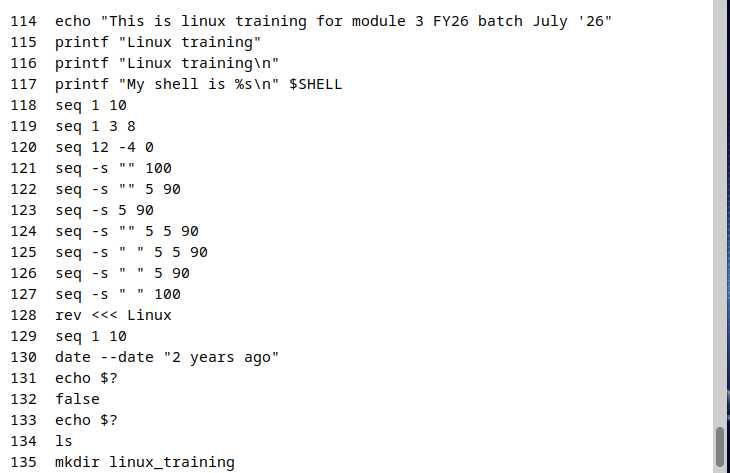 114  echo "This is linux training for module 3 FY26 batch July '26"
115  printf "Linux training"
116  printf "Linux training\n"
117  printf "My shell is %s\n" $SHELL
118  seq 1 10
119  seq 1 3 8
120  seq 12 -4 0
121  seq -s "" 100
122  seq -s "" 5 90
123  seq -s 5 90
124  seq -s "" 5 5 90
125  seq -s " " 5 5 90
126  seq -s " " 5 90
127  seq -s " " 100
128  rev <<< Linux
129  seq 1 10
130  date --date "2 years ago"
131  echo $?
132  false
133  echo $?
134  ls
135  mkdir linux_training